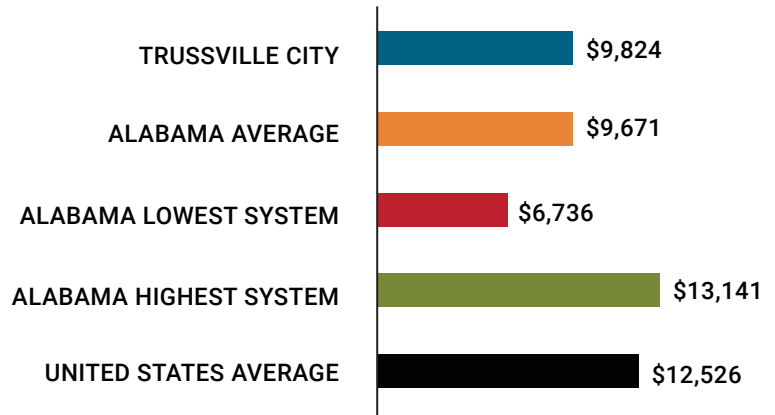 TRUSSVILLE CITY $9,824
ALABAMA AVERAGE $9,671
ALABAMA LOWEST SYSTEM $6,736
ALABAMA HIGHEST SYSTEM $13,141
UNITED STATES AVERAGE $12,526